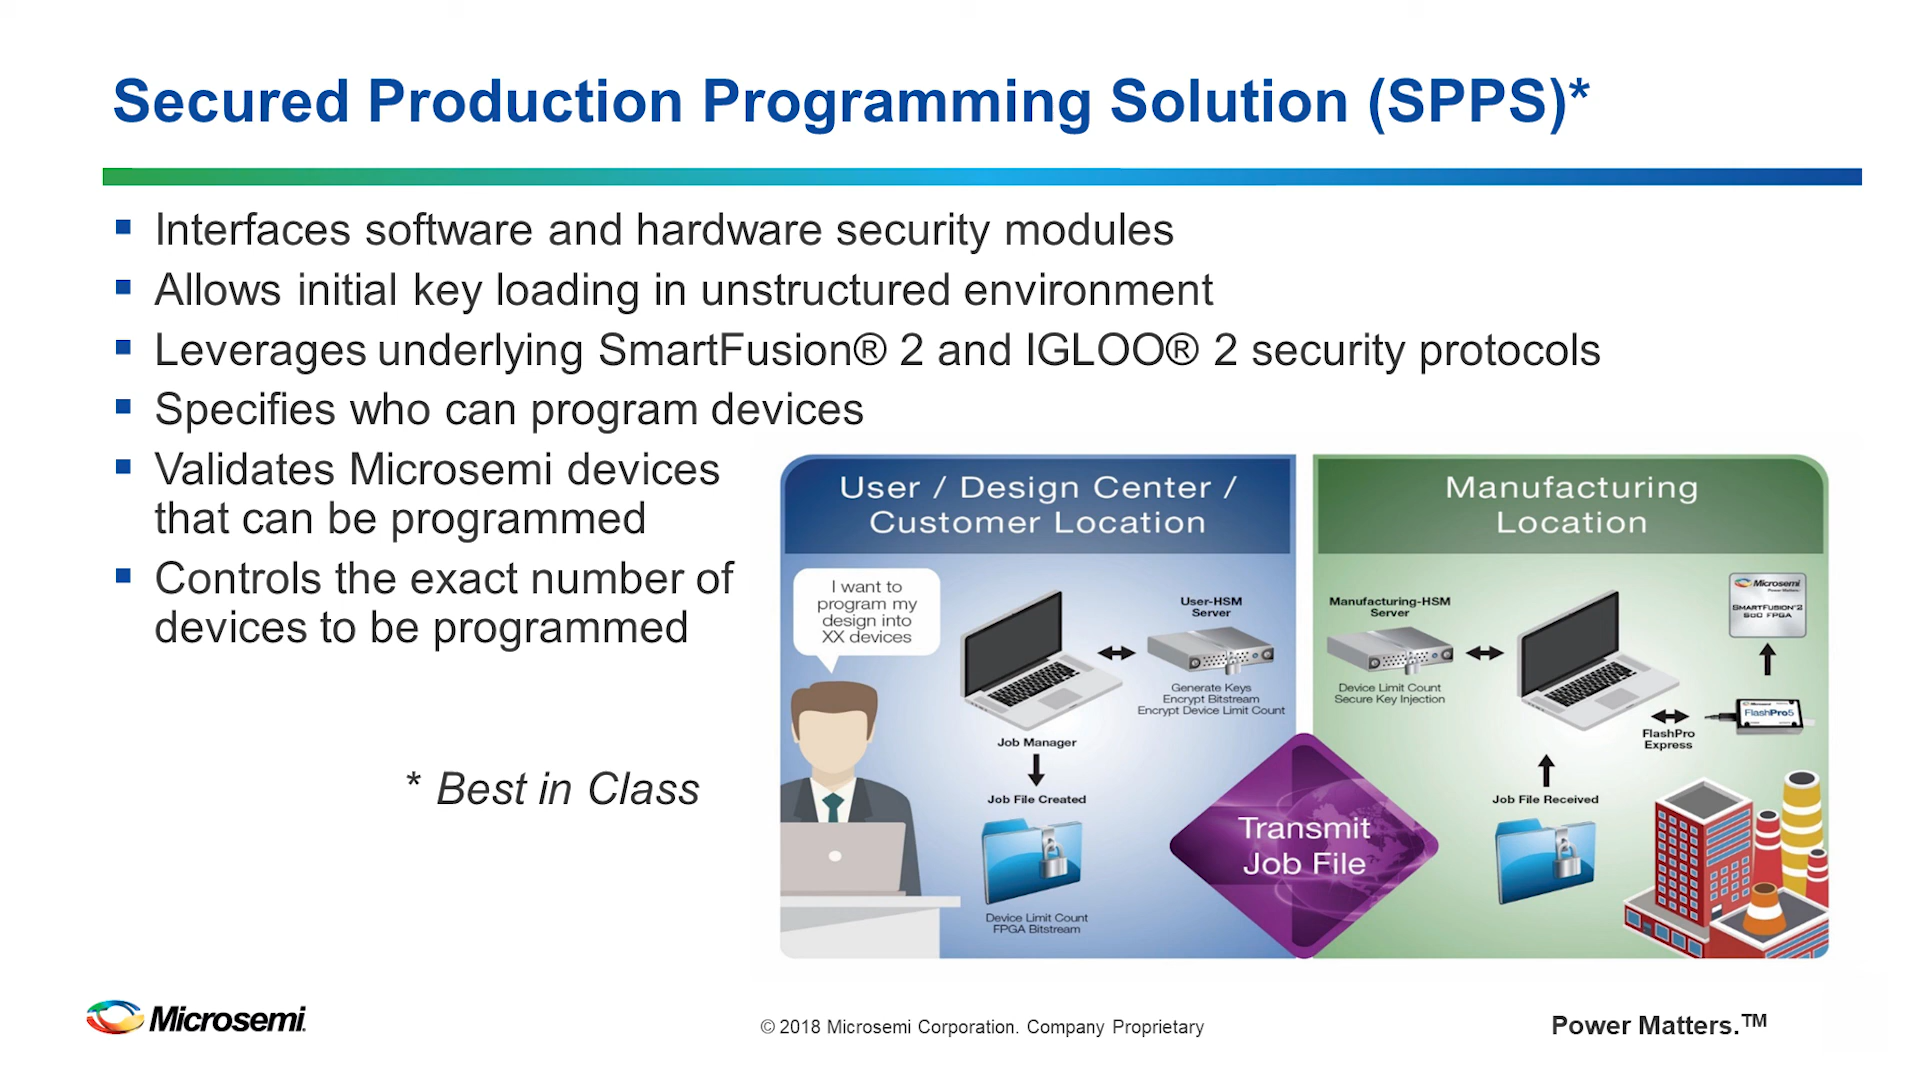 Secured Production Programming Solution (SPPS)*
Interfaces software and hardware security modules
Allows initial key loading in unstructured environment
Leverages underlying SmartFusion® 2 and IGLOO® 2 security protocols
Specifies who can program devices
Validates Microsemi devices
that can be programmed
Controls the exact number of
devices to be programmed
* Best in Class
User / Design Center /
Customer Location
I want to
program my
design into
XX devices
User-HSM
Server
Generate Keys
Encrypt Bitstream
Encrypt Device Limit Count
Job Manager
Job File Created
Device Limit Count
FPGA Bitstream
Transmit
Job File
Manufacturing
Location
Manufacturing-HSM
Server
Device Limit Count
Secure Key Injection
Microsemi
Power Matters.
SMARTFUSION®2
SOC FPGA
FlashPro5
FlashPro
Express
Job File Received
Microsemi.
© 2018 Microsemi Corporation. Company Proprietary
Power Matters.™